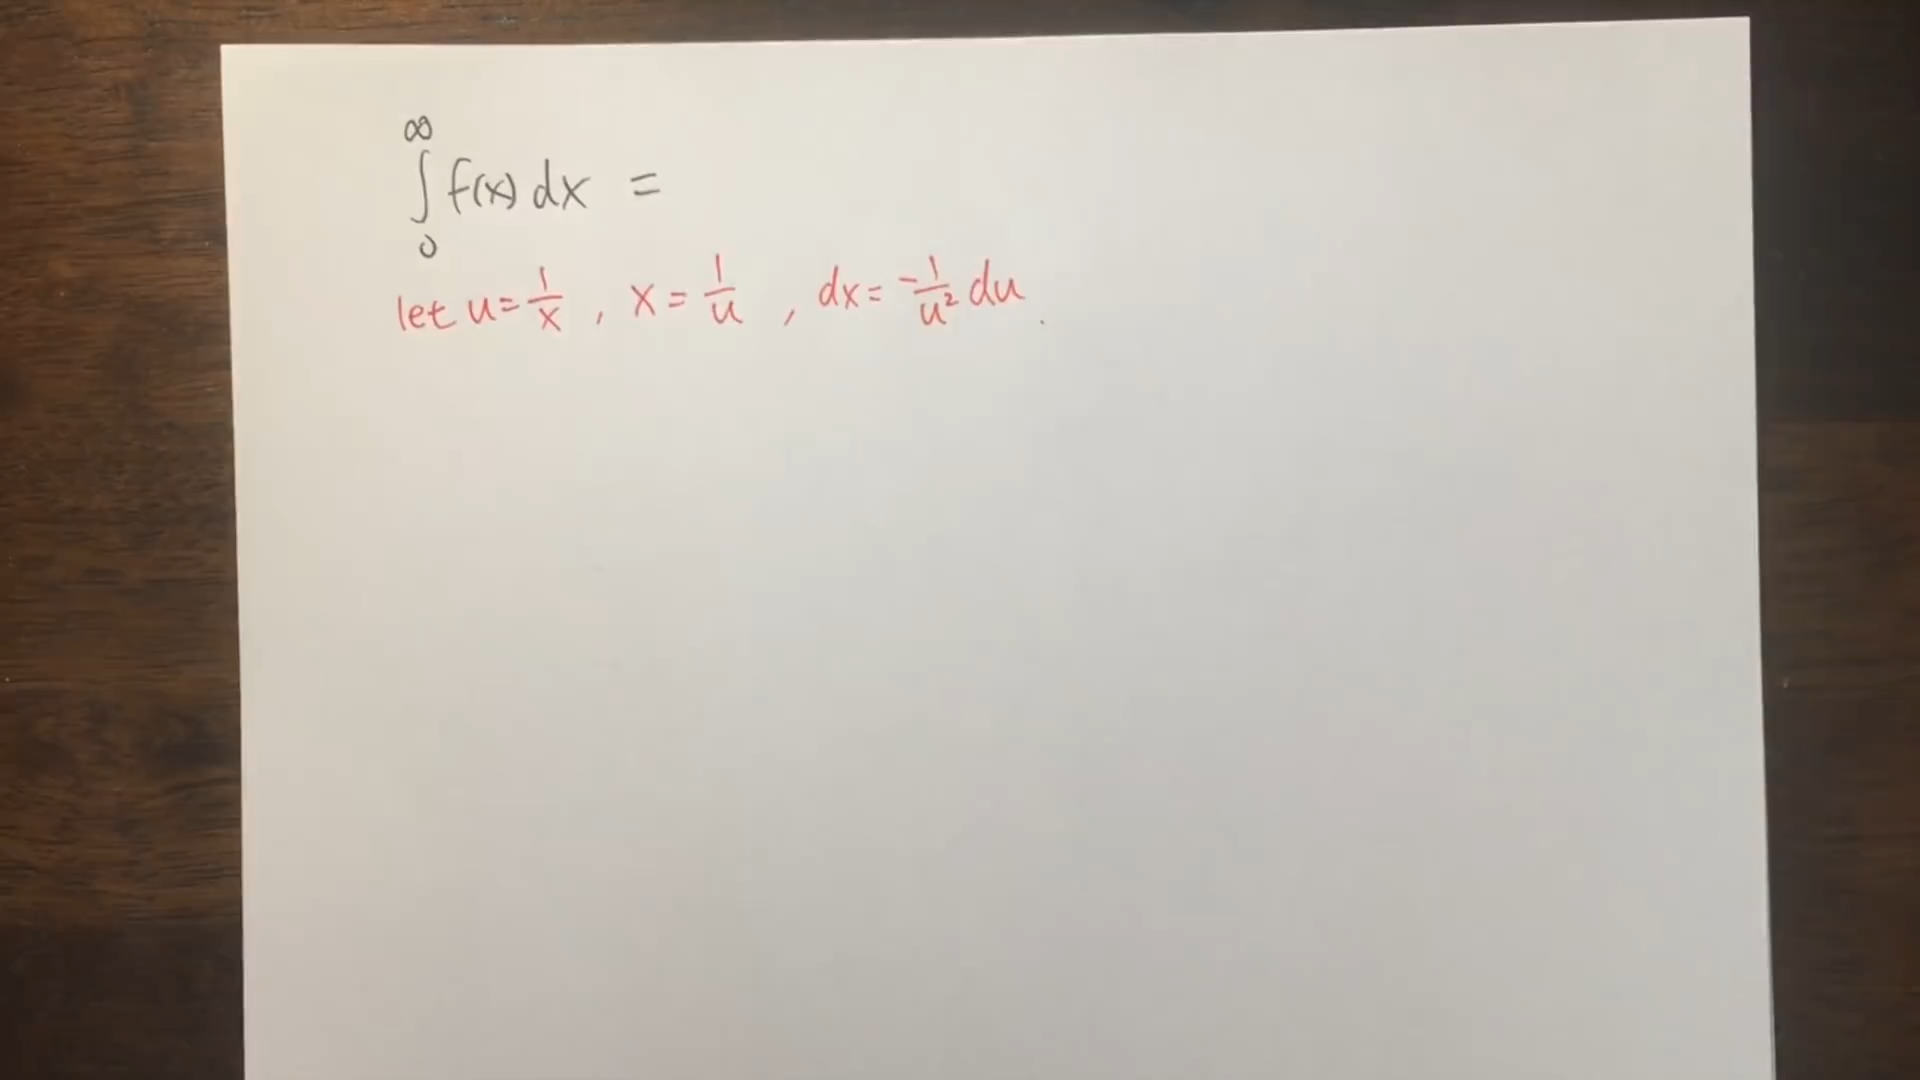 ∞
∫ f(x) dx =
0
let u = 1/x , x = 1/u , dx = -1/u² du